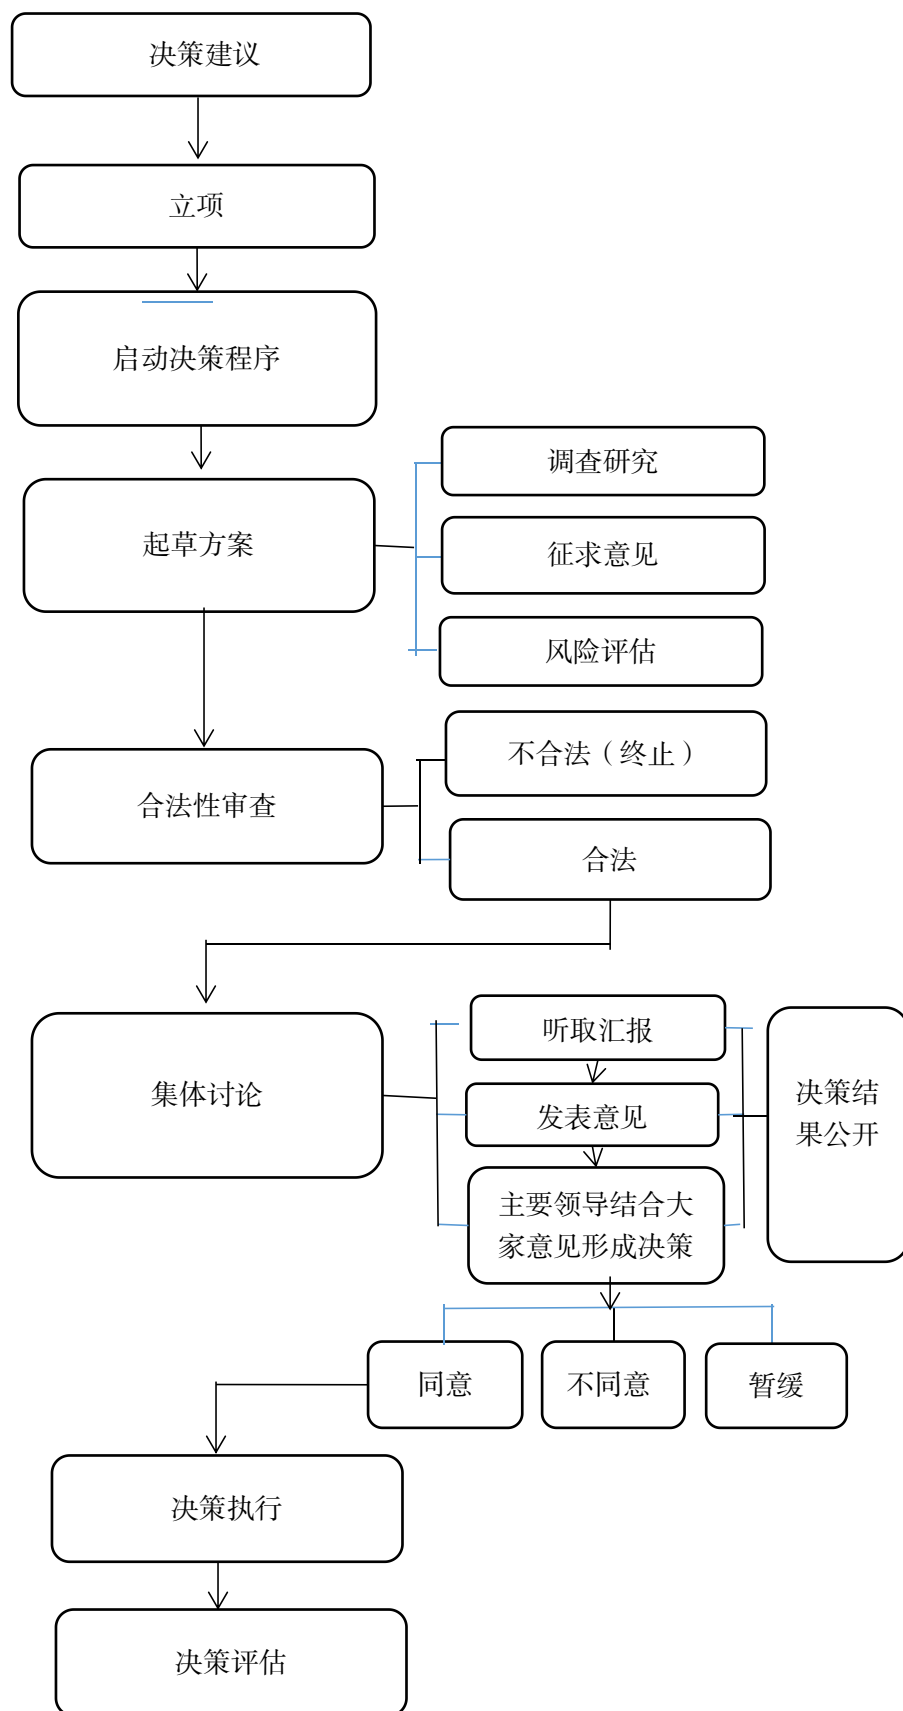 决策建议
立项
启动决策程序
起草方案
调查研究
征求意见
风险评估
合法性审查
不合法（终止）
合法
集体讨论
听取汇报
发表意见
主要领导结合大
家意见形成决策
决策结
果公开
同意
不同意
暂缓
决策执行
决策评估